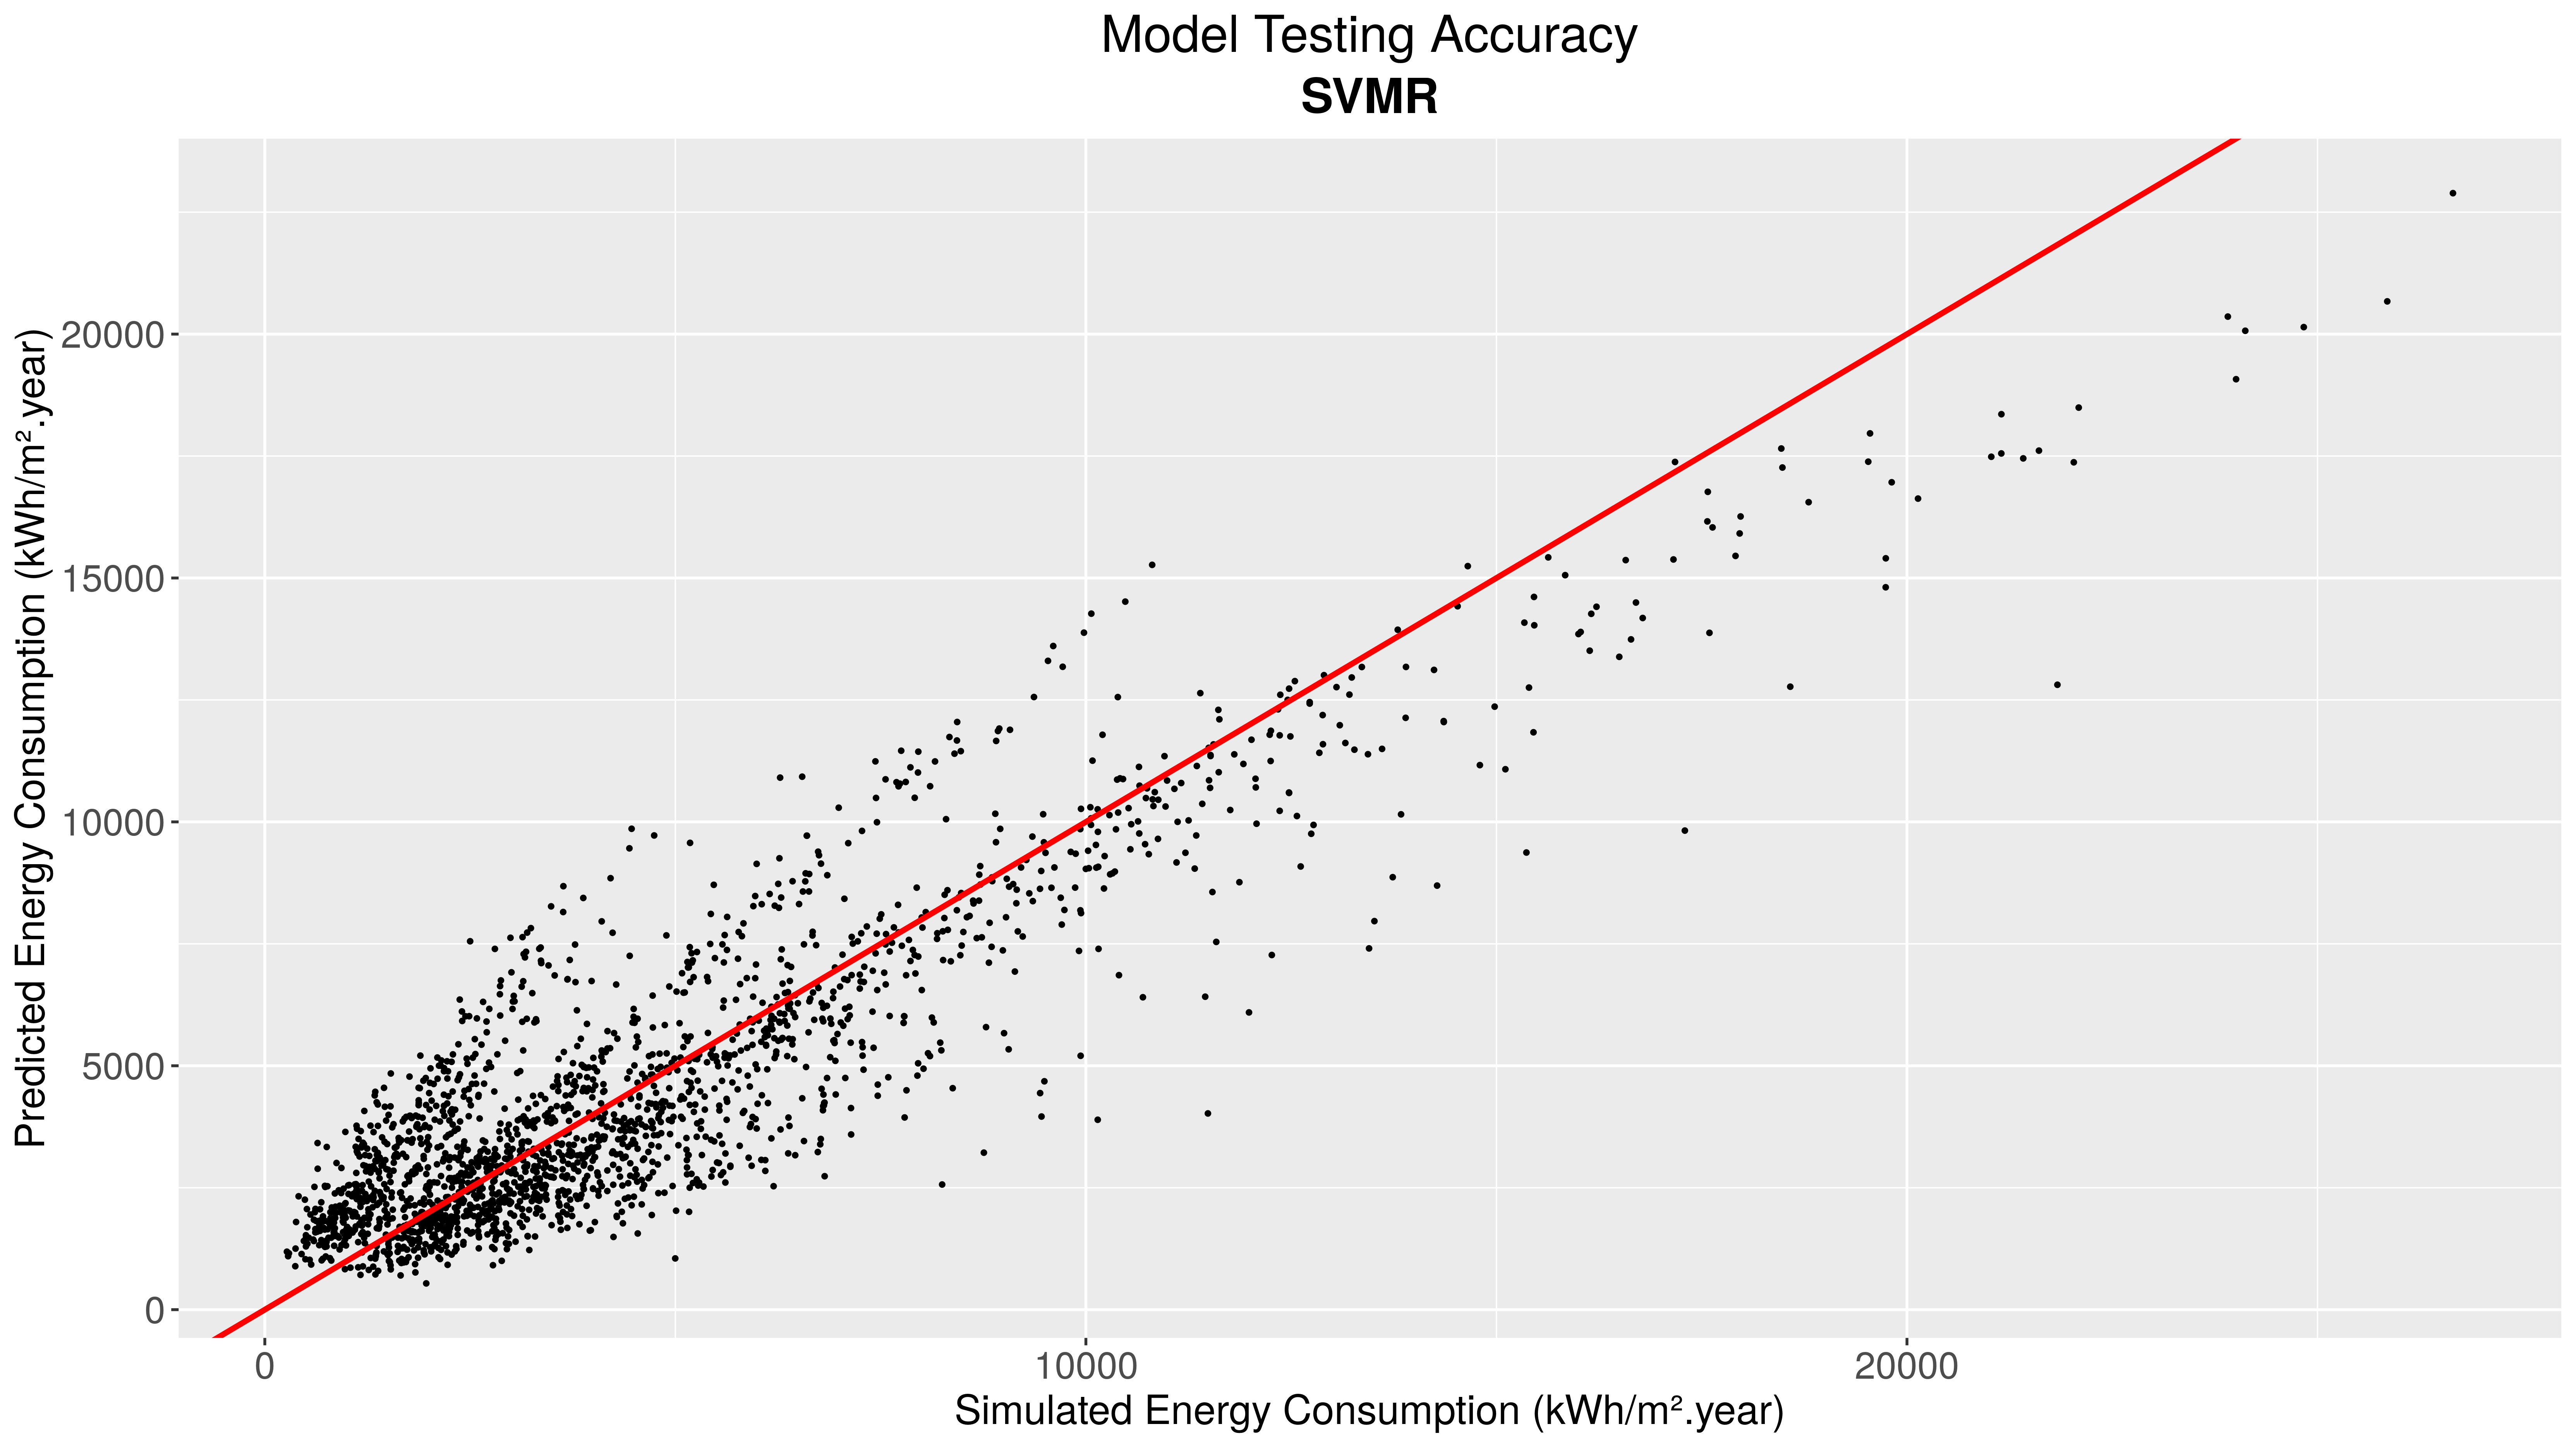 Model Testing Accuracy
SVMR
Predicted Energy Consumption (kWh/m².year)
20000
15000
10000
5000
0
0 10000 20000
Simulated Energy Consumption (kWh/m².year)